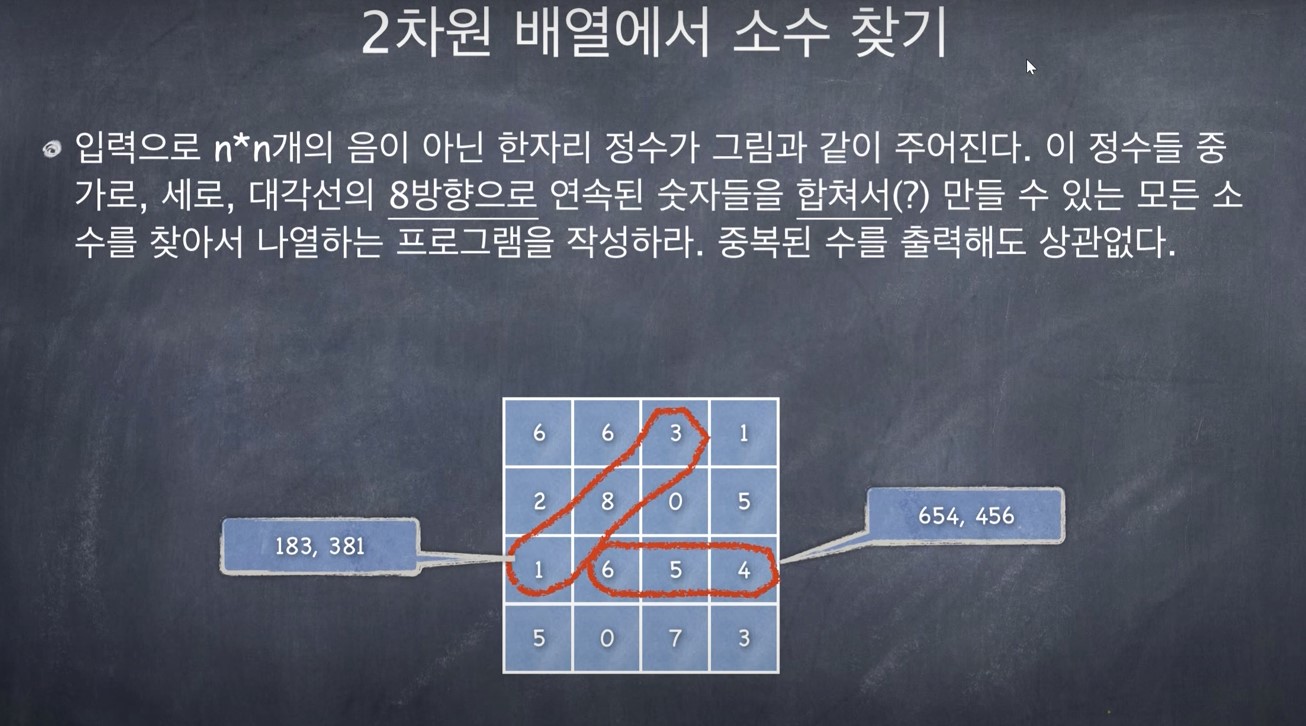 2차원 배열에서 소수 찾기
입력으로 n*n개의 음이 아닌 한자리 정수가 그림과 같이 주어진다. 이 정수들 중
가로, 세로, 대각선의 8방향으로 연속된 숫자들을 합쳐서(?) 만들 수 있는 모든 소
수를 찾아서 나열하는 프로그램을 작성하라. 중복된 수를 출력해도 상관없다.
6 6 3 1
2 8 0 5
1 6 5 4
5 0 7 3
183, 381
654, 456